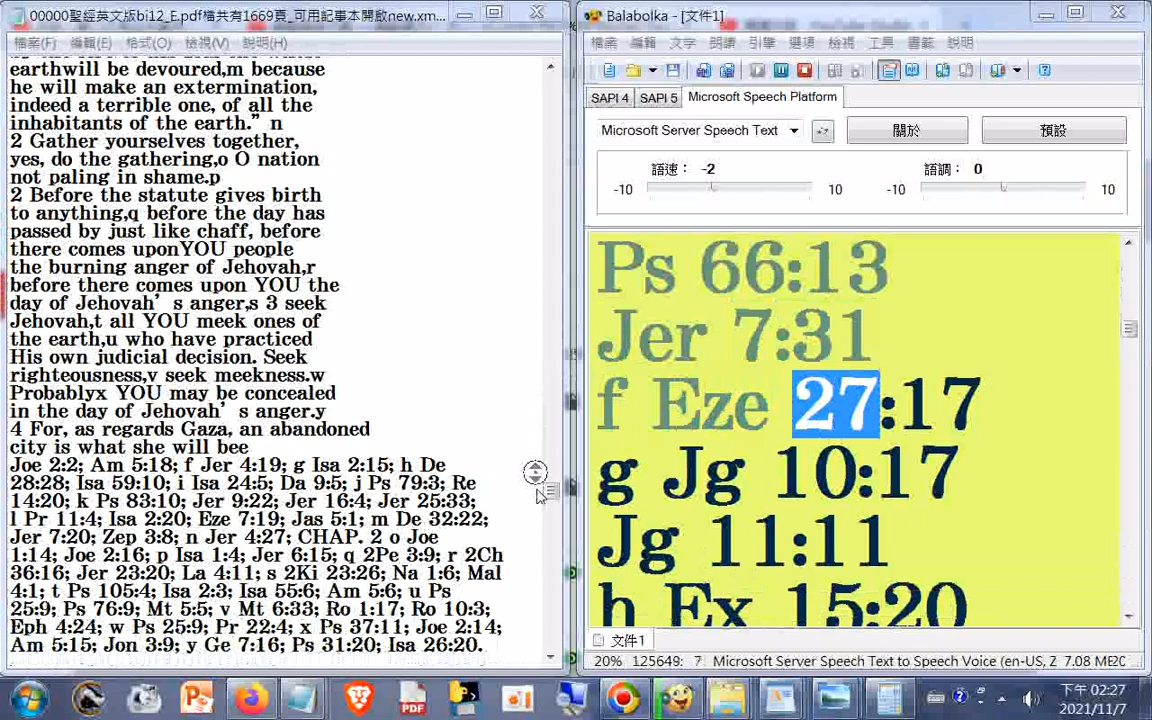 00000聖經英文版bi12_E.pdf檔共有1669頁_可用記事本開啟new.xm...
檔案(F) 編輯(E) 格式(O) 檢視(V) 說明(H)
earthwill be devoured,m because
he will make an extermination,
indeed a terrible one, of all the
inhabitants of the earth.” n
2 Gather yourselves together,
yes, do the gathering,o O nation
not paling in shame.p
2 Before the statute gives birth
to anything,q before the day has
passed by just like chaff, before
there comes uponYOU people
the burning anger of Jehovah,r
before there comes upon YOU the
day of Jehovah’s anger,s 3 seek
Jehovah,t all YOU meek ones of
the earth,u who have practiced
His own judicial decision. Seek
righteousness,v seek meekness.w
Probablyx YOU may be concealed
in the day of Jehovah’s anger.y
4 For, as regards Gaza, an abandoned
city is what she will bee
Joe 2:2; Am 5:18; f Jer 4:19; g Isa 2:15; h De
28:28; Isa 59:10; i Isa 24:5; Da 9:5; j Ps 79:3; Re
14:20; k Ps 83:10; Jer 9:22; Jer 16:4; Jer 25:33;
l Pr 11:4; Isa 2:20; Eze 7:19; Jas 5:1; m De 32:22;
Jer 7:20; Zep 3:8; n Jer 4:27; CHAP. 2 o Joe
1:14; Joe 2:16; p Isa 1:4; Jer 6:15; q 2Pe 3:9; r 2Ch
36:16; Jer 23:20; La 4:11; s 2Ki 23:26; Na 1:6; Mal
4:1; t Ps 105:4; Isa 2:3; Isa 55:6; Am 5:6; u Ps
25:9; Ps 76:9; Mt 5:5; v Mt 6:33; Ro 1:17; Ro 10:3;
Eph 4:24; w Ps 25:9; Pr 22:4; x Ps 37:11; Joe 2:14;
Am 5:15; Jon 3:9; y Ge 7:16; Ps 31:20; Isa 26:20.
Balabolka - [文件1]
檔案 編輯 文字 朗讀 引擎 選項 檢視 工具 書籤 說明
SAPI 4 SAPI 5 Microsoft Speech Platform
Microsoft Server Speech Text 關於 預設
語速： -2 語調： 0
-10 10 -10 10
Ps 66:13
Jer 7:31
f Eze 27:17
g Jg 10:17
Jg 11:11
h Ex 15:20
文件1
20% 125649: 7 Microsoft Server Speech Text to Speech Voice (en-US, Z 7.08 ME
PDF
下午 02:27
2021/11/7